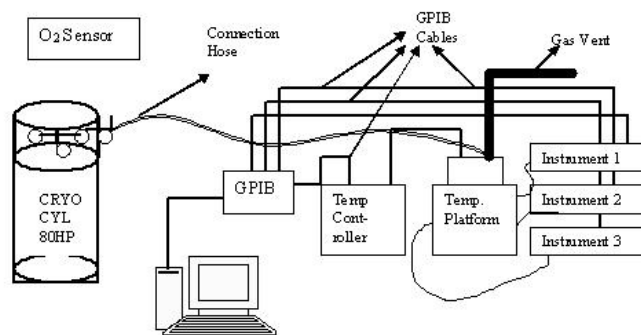 O2 Sensor
Connection
Hose
GPIB
Cables
Gas Vent
CRYO
CYL
80HP
GPIB
Temp
Cont-
roller
Temp.
Platform
Instrument 1
Instrument 2
Instrument 3